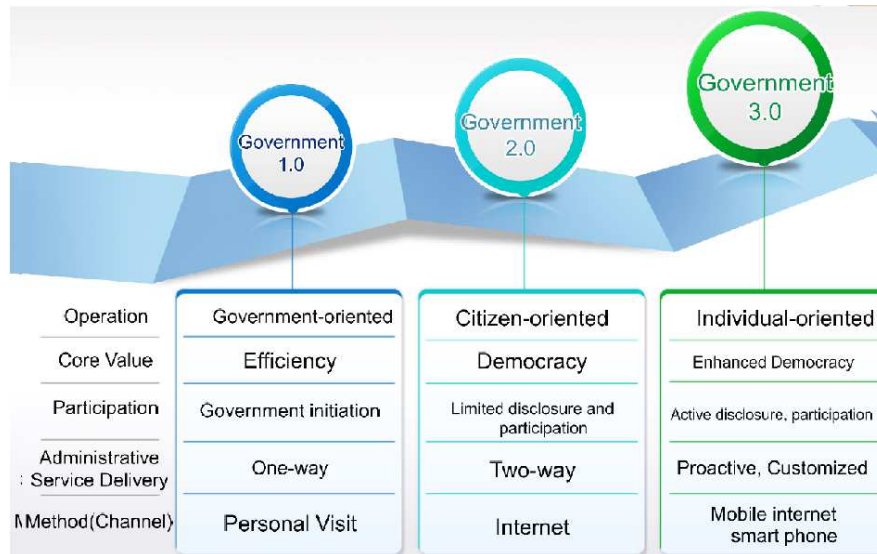 Government
1.0
Government
2.0
Government
3.0
Operation
Government-oriented
Citizen-oriented
Individual-oriented
Core Value
Efficiency
Democracy
Enhanced Democracy
Participation
Government initiation
Limited disclosure and
participation
Active disclosure, participation
Administrative
: Service Delivery
One-way
Two-way
Proactive, Customized
Method(Channel)
Personal Visit
Internet
Mobile internet
smart phone